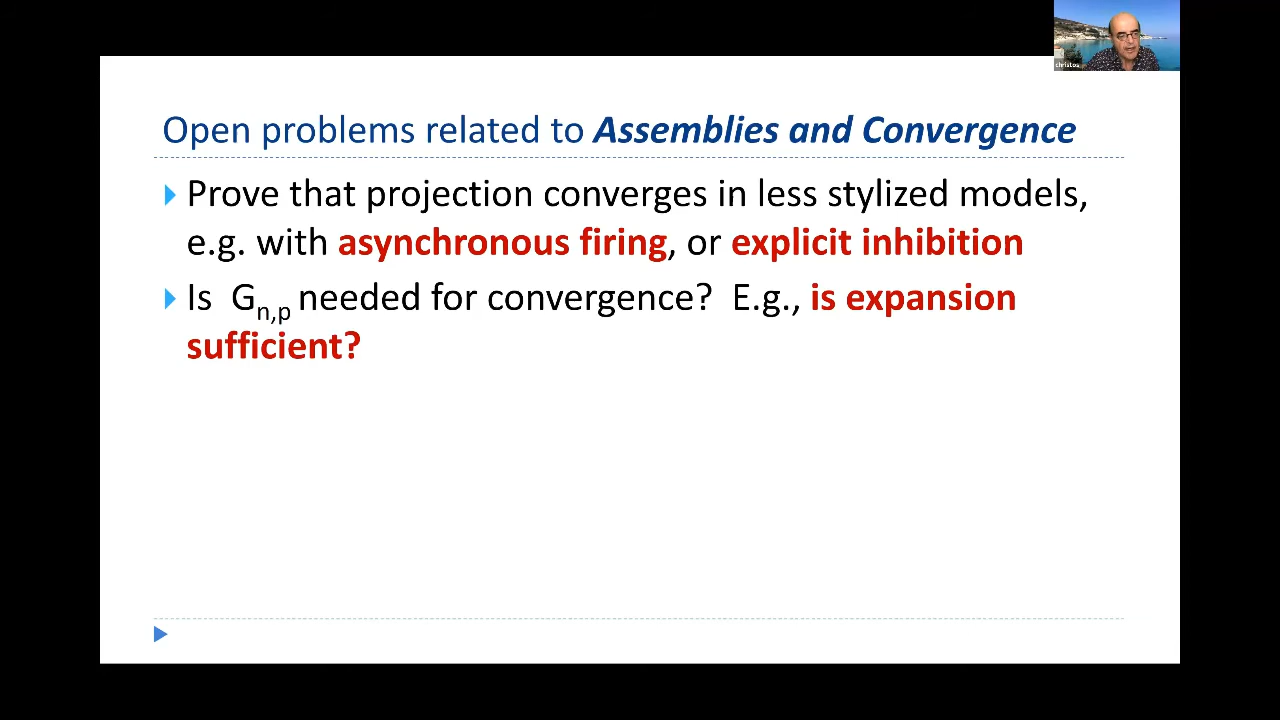 christos
Open problems related to Assemblies and Convergence
Prove that projection converges in less stylized models,
e.g. with asynchronous firing, or explicit inhibition
Is Gn,p needed for convergence? E.g., is expansion
sufficient?